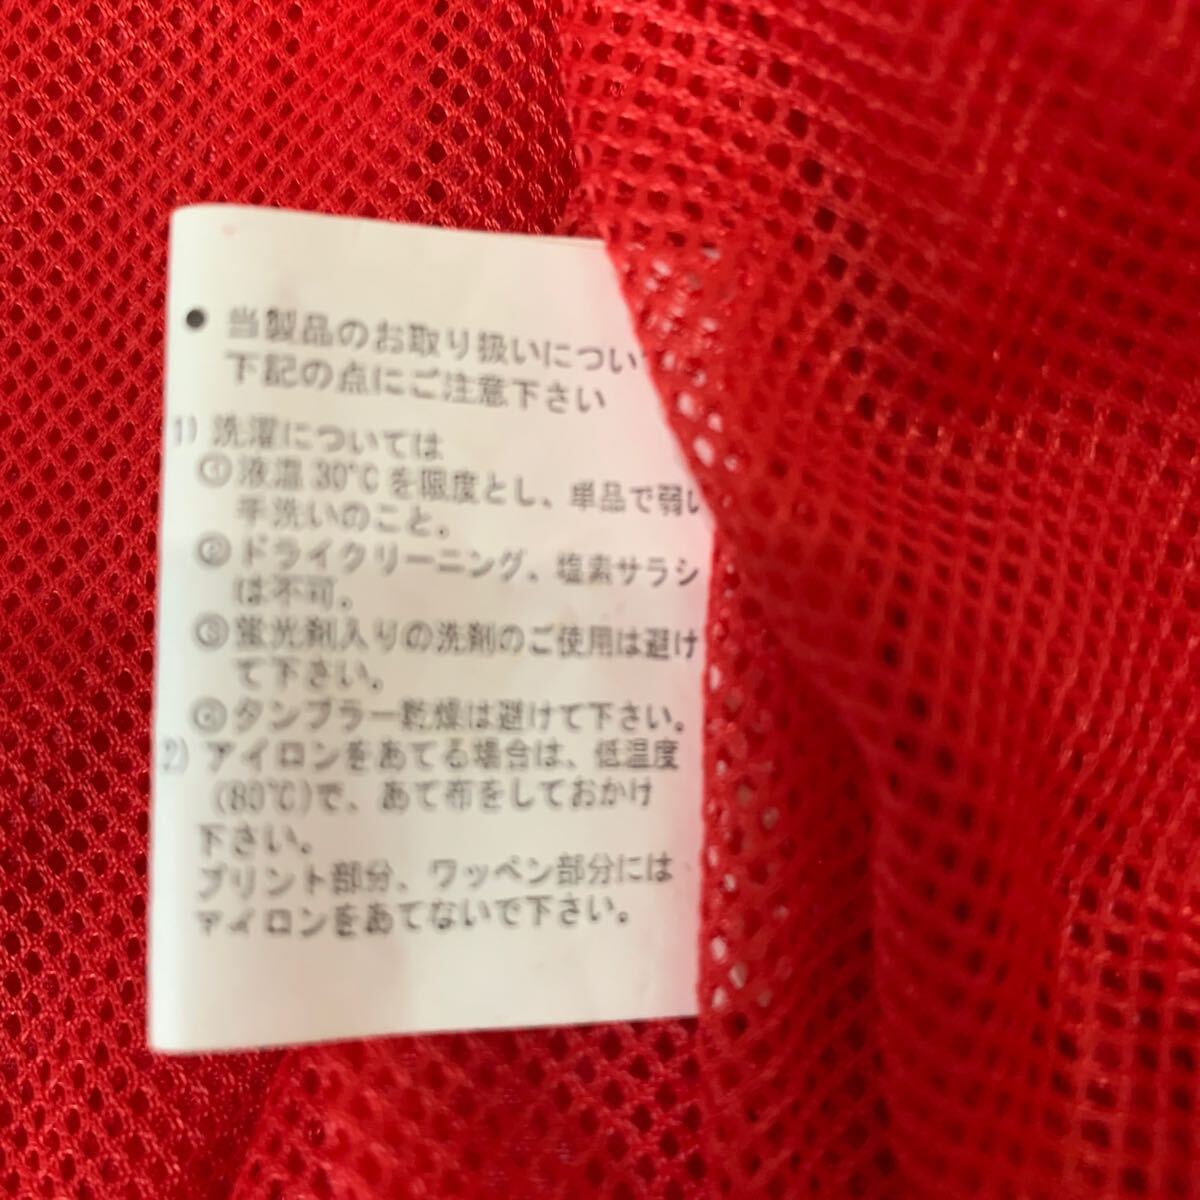 ● 当製品のお取り扱いについて
下記の点にご注意下さい
1) 洗濯については
① 液温30℃を限度とし、単品で弱い
手洗いのこと。
② ドライクリーニング、塩素サラシ
は不可。
③ 蛍光剤入りの洗剤のご使用は避け
て下さい。
④ タンブラー乾燥は避けて下さい。
2) アイロンをあてる場合は、低温度
(80℃)で、あて布をしておかけ
下さい。
プリント部分、ワッペン部分には
アイロンをあてないで下さい。